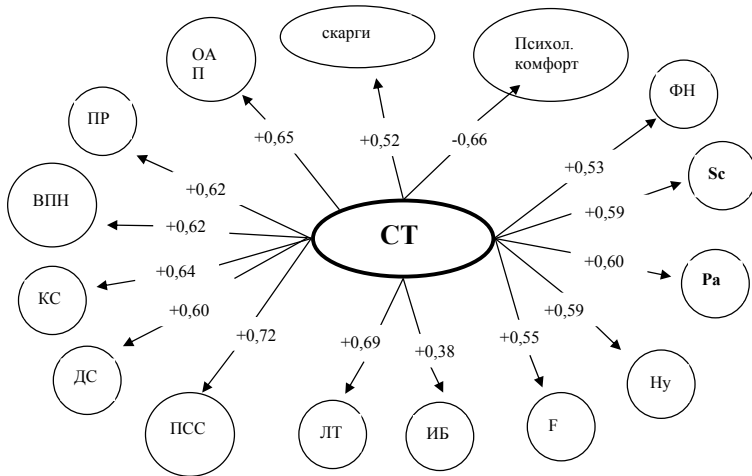 скарги
Психол.
комфорт
ОА
П
ФН
ПР
+0,65
+0,52
-0,66
+0,53
Sc
+0,62
+0,59
ВПН
+0,62
СТ
КС
+0,64
+0,60
Pa
+0,60
+0,72
+0,69
+0,38
+0,55
+0,59
ДС
Hy
ПСС
ЛТ
ИБ
F